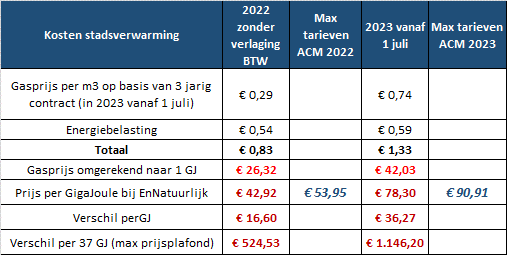 Kosten stadsverwarming
2022 zonder verlaging BTW
Max tarieven ACM 2022
2023 vanaf 1 juli
Max tarieven ACM 2023
Gasprijs per m3 op basis van 3 jarig contract (in 2023 vanaf 1 juli) € 0,29 € 0,74
Energiebelasting € 0,54 € 0,59
Totaal € 0,83 € 1,33
Gasprijs omgerekend naar 1 GJ € 26,32 € 42,03
Prijs per GigaJoule bij EnNatuurlijk € 42,92 € 53,95 € 78,30 € 90,91
Verschil perGJ € 16,60 € 36,27
Verschil per 37 GJ (max prijsplafond) € 524,53 € 1.146,20